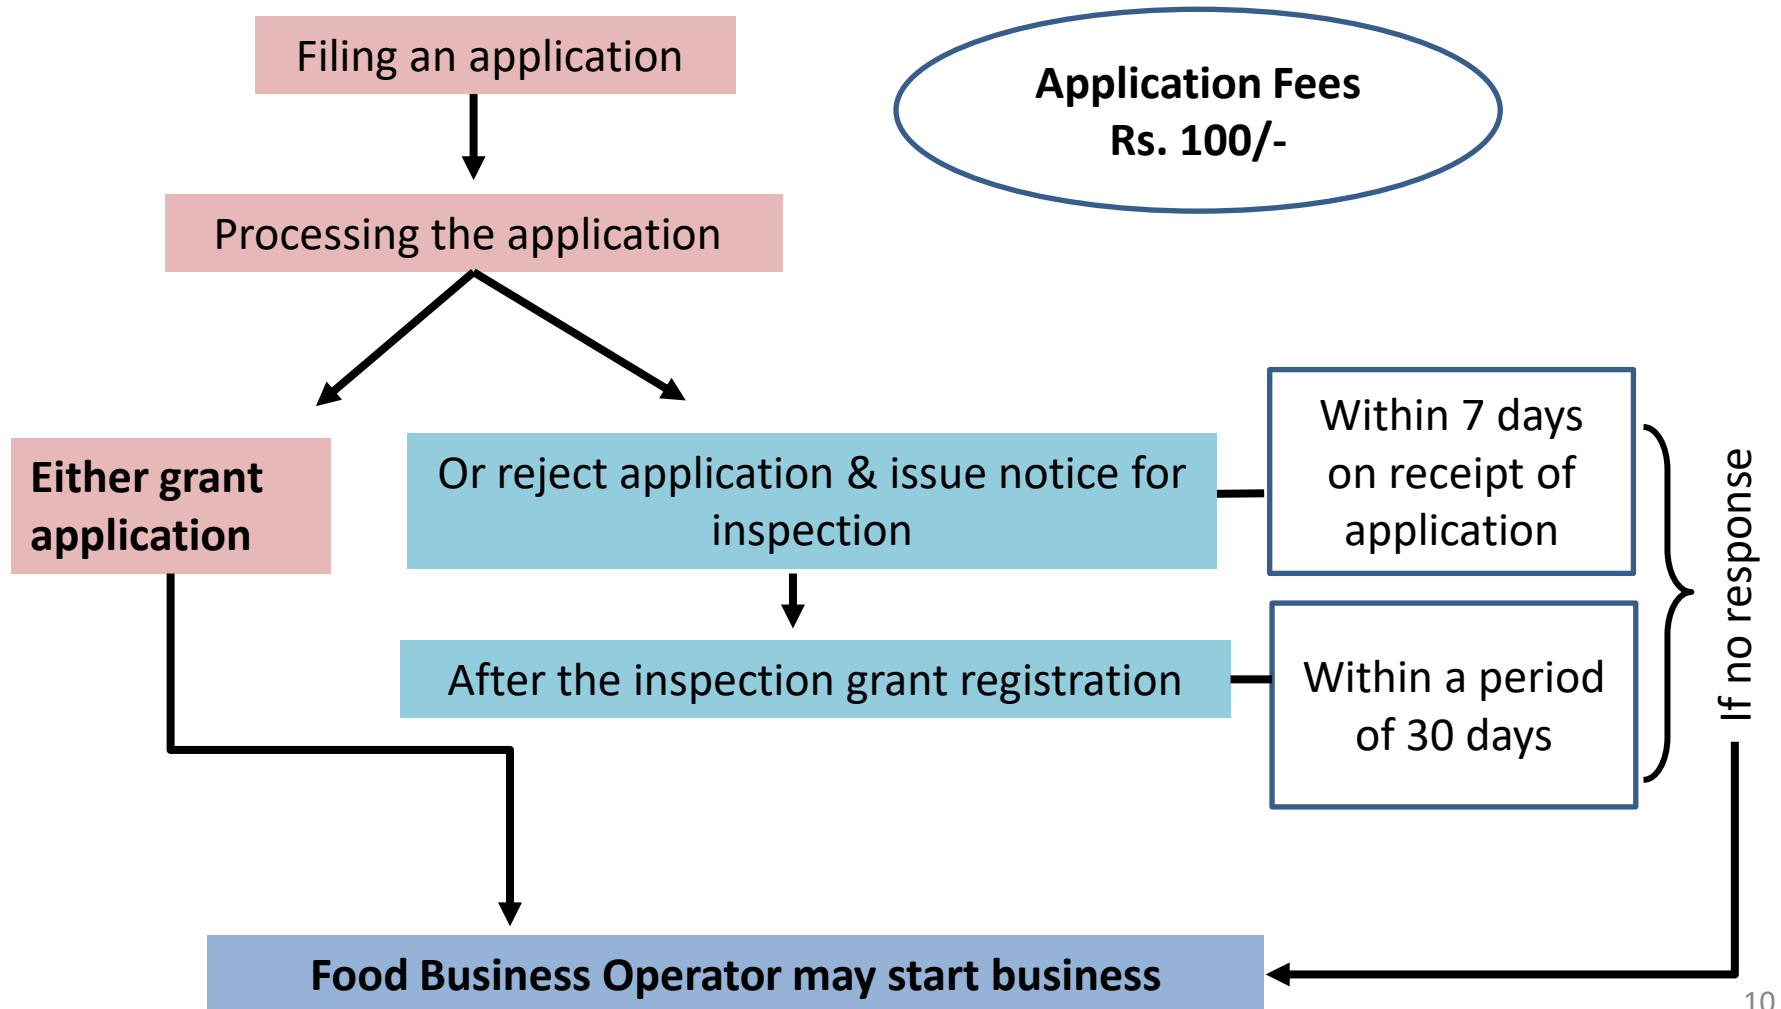 Filing an application
Application Fees
Rs. 100/-
Processing the application
Either grant
application
Or reject application & issue notice for
inspection
Within 7 days
on receipt of
application
After the inspection grant registration
Within a period
of 30 days
If no response
Food Business Operator may start business
10